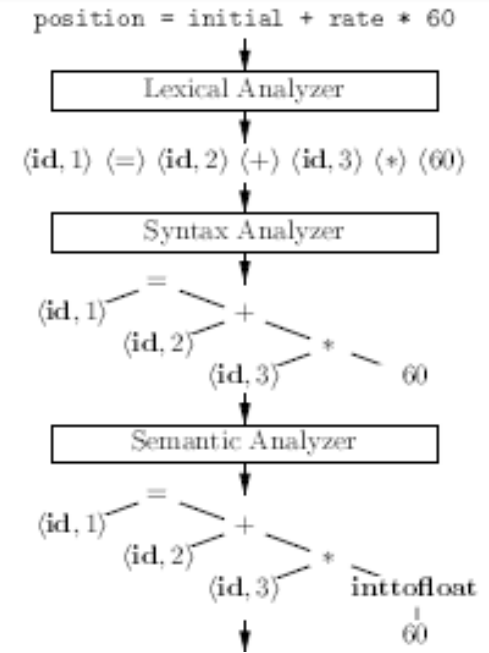 position = initial + rate * 60
Lexical Analyzer
⟨id, 1⟩ ⟨=⟩ ⟨id, 2⟩ ⟨+⟩ ⟨id, 3⟩ ⟨*⟩ ⟨60⟩
Syntax Analyzer
=
⟨id, 1⟩
+
⟨id, 2⟩
*
⟨id, 3⟩ 60
Semantic Analyzer
=
⟨id, 1⟩
+
⟨id, 2⟩
*
⟨id, 3⟩ inttofloat
60